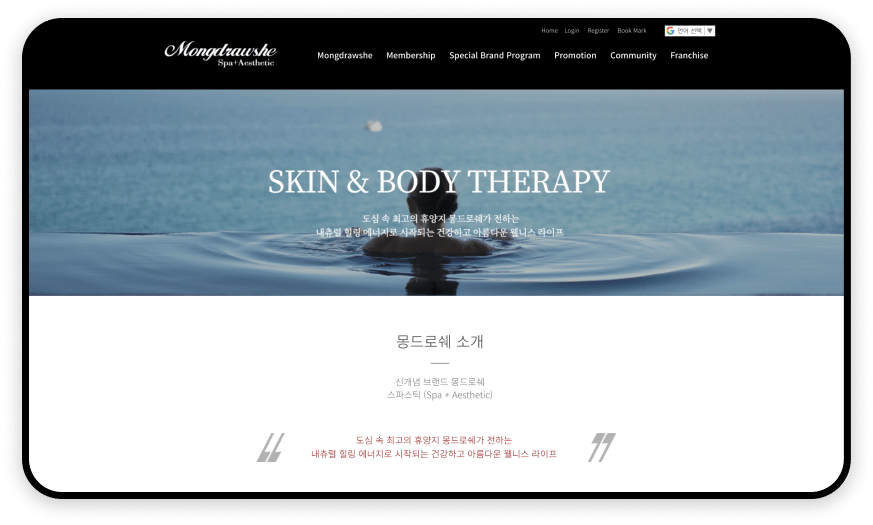 Home Login Register Book Mark
언어 선택 ▼
Mongdrawshe
Spa+Aesthetic
Mongdrawshe Membership Special Brand Program Promotion Community Franchise
SKIN & BODY THERAPY
도심 속 최고의 휴양지 몽드로쉐가 전하는
내츄럴 힐링 에너지로 시작되는 건강하고 아름다운 웰니스 라이프
몽드로쉐 소개
신개념 브랜드 몽드로쉐
스파스틱 (Spa + Aesthetic)
도심 속 최고의 휴양지 몽드로쉐가 전하는
내츄럴 힐링 에너지로 시작되는 건강하고 아름다운 웰니스 라이프